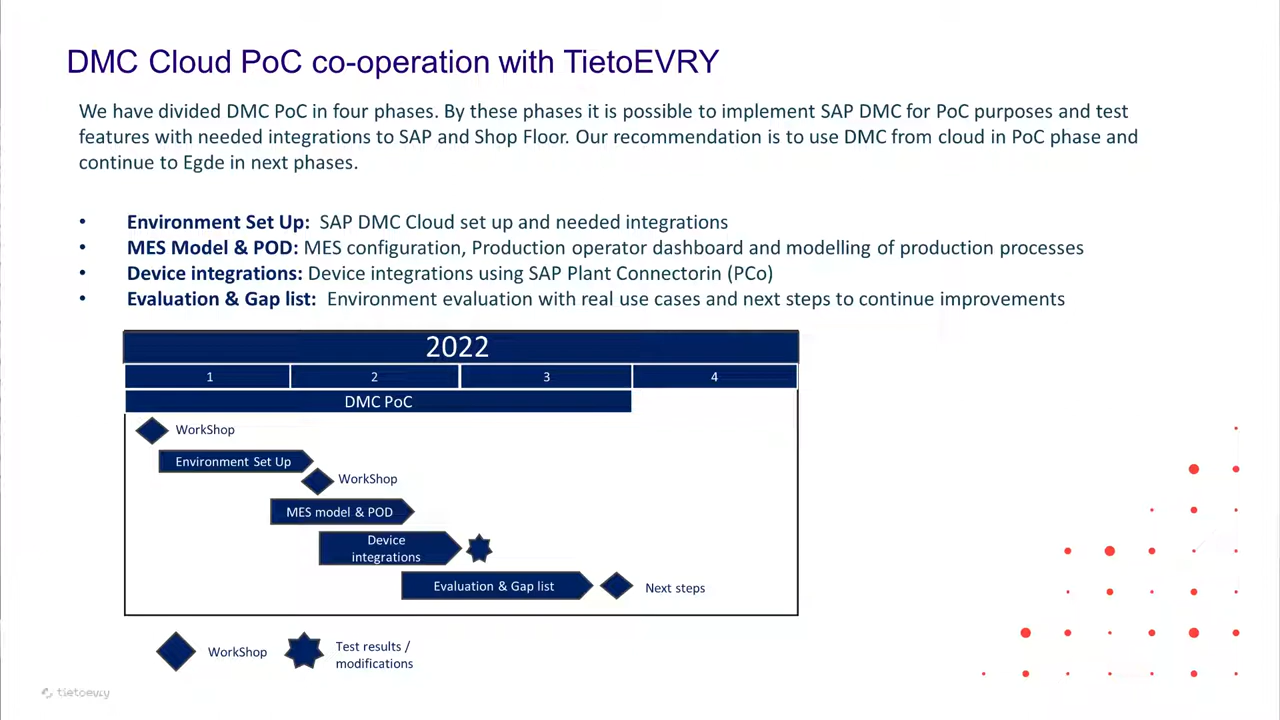 DMC Cloud PoC co-operation with TietoEVRY
We have divided DMC PoC in four phases. By these phases it is possible to implement SAP DMC for PoC purposes and test
features with needed integrations to SAP and Shop Floor. Our recommendation is to use DMC from cloud in PoC phase and
continue to Egde in next phases.
• Environment Set Up: SAP DMC Cloud set up and needed integrations
• MES Model & POD: MES configuration, Production operator dashboard and modelling of production processes
• Device integrations: Device integrations using SAP Plant Connectorin (PCo)
• Evaluation & Gap list: Environment evaluation with real use cases and next steps to continue improvements
2022
1 2 3 4
DMC PoC
WorkShop
Environment Set Up
WorkShop
MES model & POD
Device
integrations
Evaluation & Gap list
Next steps
WorkShop
Test results /
modifications
tietoevry